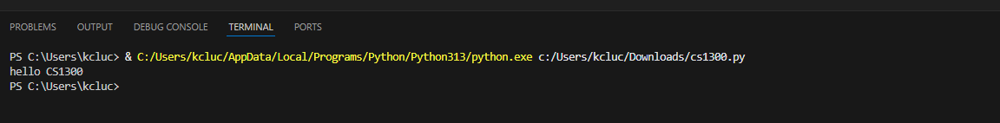 PROBLEMS OUTPUT DEBUG CONSOLE TERMINAL PORTS
PS C:\Users\kcluc> & C:/Users/kcluc/AppData/Local/Programs/Python/Python313/python.exe c:/Users/kcluc/Downloads/cs1300.py
hello CS1300
PS C:\Users\kcluc>